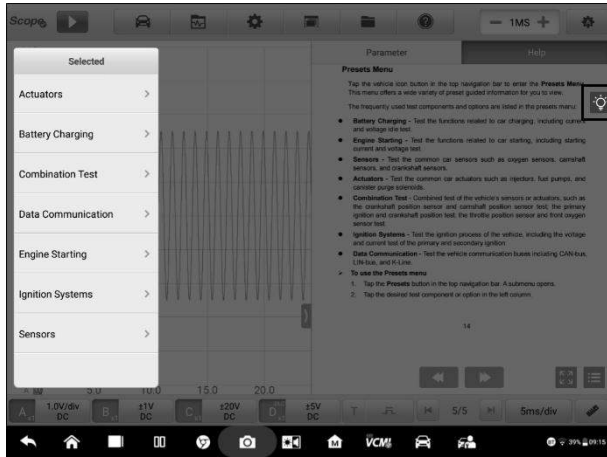 Scope
1MS
Selected
Actuators
Battery Charging
Combination Test
Data Communication
Engine Starting
Ignition Systems
Sensors
Parameter
Help
Presets Menu
Tap the vehicle icon button in the top navigation bar to enter the Presets Menu.
This menu offers a wide variety of preset guided information for you to view.
The frequently used test components and options are listed in the presets menu:
● Battery Charging - Test the functions related to car charging, including current
and voltage idle test.
● Engine Starting - Test the functions related to car starting, including starting
current and voltage test.
● Sensors - Test the common car sensors such as oxygen sensors, camshaft
sensors, and crankshaft sensors.
● Actuators - Test the common car actuators such as injectors, fuel pumps, and
canister purge solenoids.
● Combination Test - Combined test of the vehicle's sensors or actuators, such as
the crankshaft position sensor and camshaft position sensor test; the primary
ignition and crankshaft position test; the throttle position sensor and front oxygen
sensor test.
● Ignition Systems - Test the ignition process of the vehicle, including the voltage
and current test of the primary and secondary ignition.
● Data Communication - Test the vehicle communication buses including CAN-bus,
LIN-bus, and K-Line.
➢ To use the Presets menu
1. Tap the Presets button in the top navigation bar. A submenu opens.
2. Tap the desired test component or option in the left column.
14
5.0 10.0 15.0 20.0
A x1 1.0V/div DC B x1 ±1V DC C x1 ±20V DC D x1 ±5V DC T 5/5 5ms/div
VCMI 39% 09:15